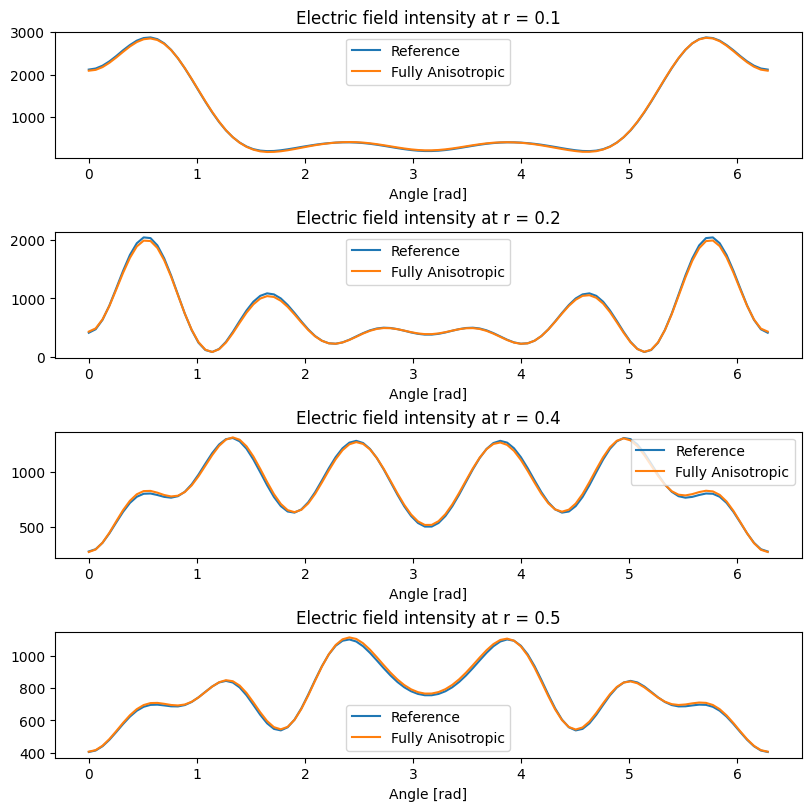 Electric field intensity at r = 0.1
3000
2000
1000
Reference
Fully Anisotropic
0 1 2 3 4 5 6
Angle [rad]
Electric field intensity at r = 0.2
2000
1000
0
Reference
Fully Anisotropic
0 1 2 3 4 5 6
Angle [rad]
Electric field intensity at r = 0.4
1000
500
Reference
Fully Anisotropic
0 1 2 3 4 5 6
Angle [rad]
Electric field intensity at r = 0.5
1000
800
600
400
Reference
Fully Anisotropic
0 1 2 3 4 5 6
Angle [rad]